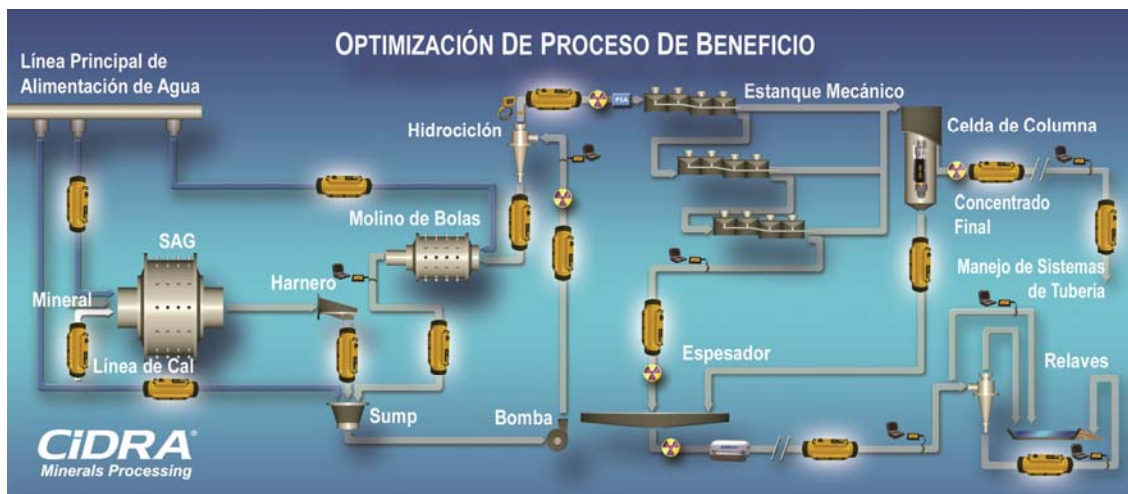 OPTIMIZACIÓN DE PROCESO DE BENEFICIO
Línea Principal de
Alimentación de Agua
Hidrociclón
PSA
Estanque Mecánico
Celda de Columna
Concentrado
Final
Molino de Bolas
SAG
Harnero
Mineral
Manejo de Sistemas
de Tubería
Línea de Cal
Espesador
Relaves
Sump
Bomba
CiDRA®
Minerals Processing